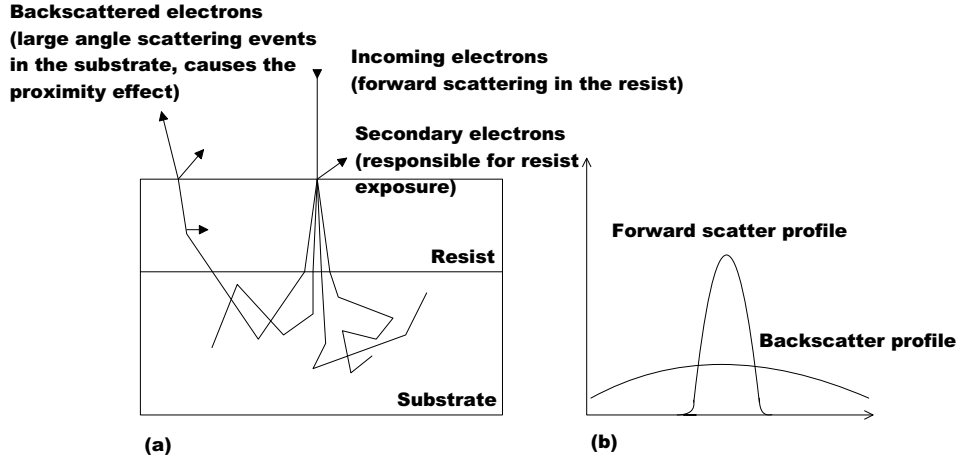 Backscattered electrons
(large angle scattering events
in the substrate, causes the
proximity effect)
Incoming electrons
(forward scattering in the resist)
Secondary electrons
(responsible for resist
exposure)
Resist
Substrate
(a)
Forward scatter profile
Backscatter profile
(b)